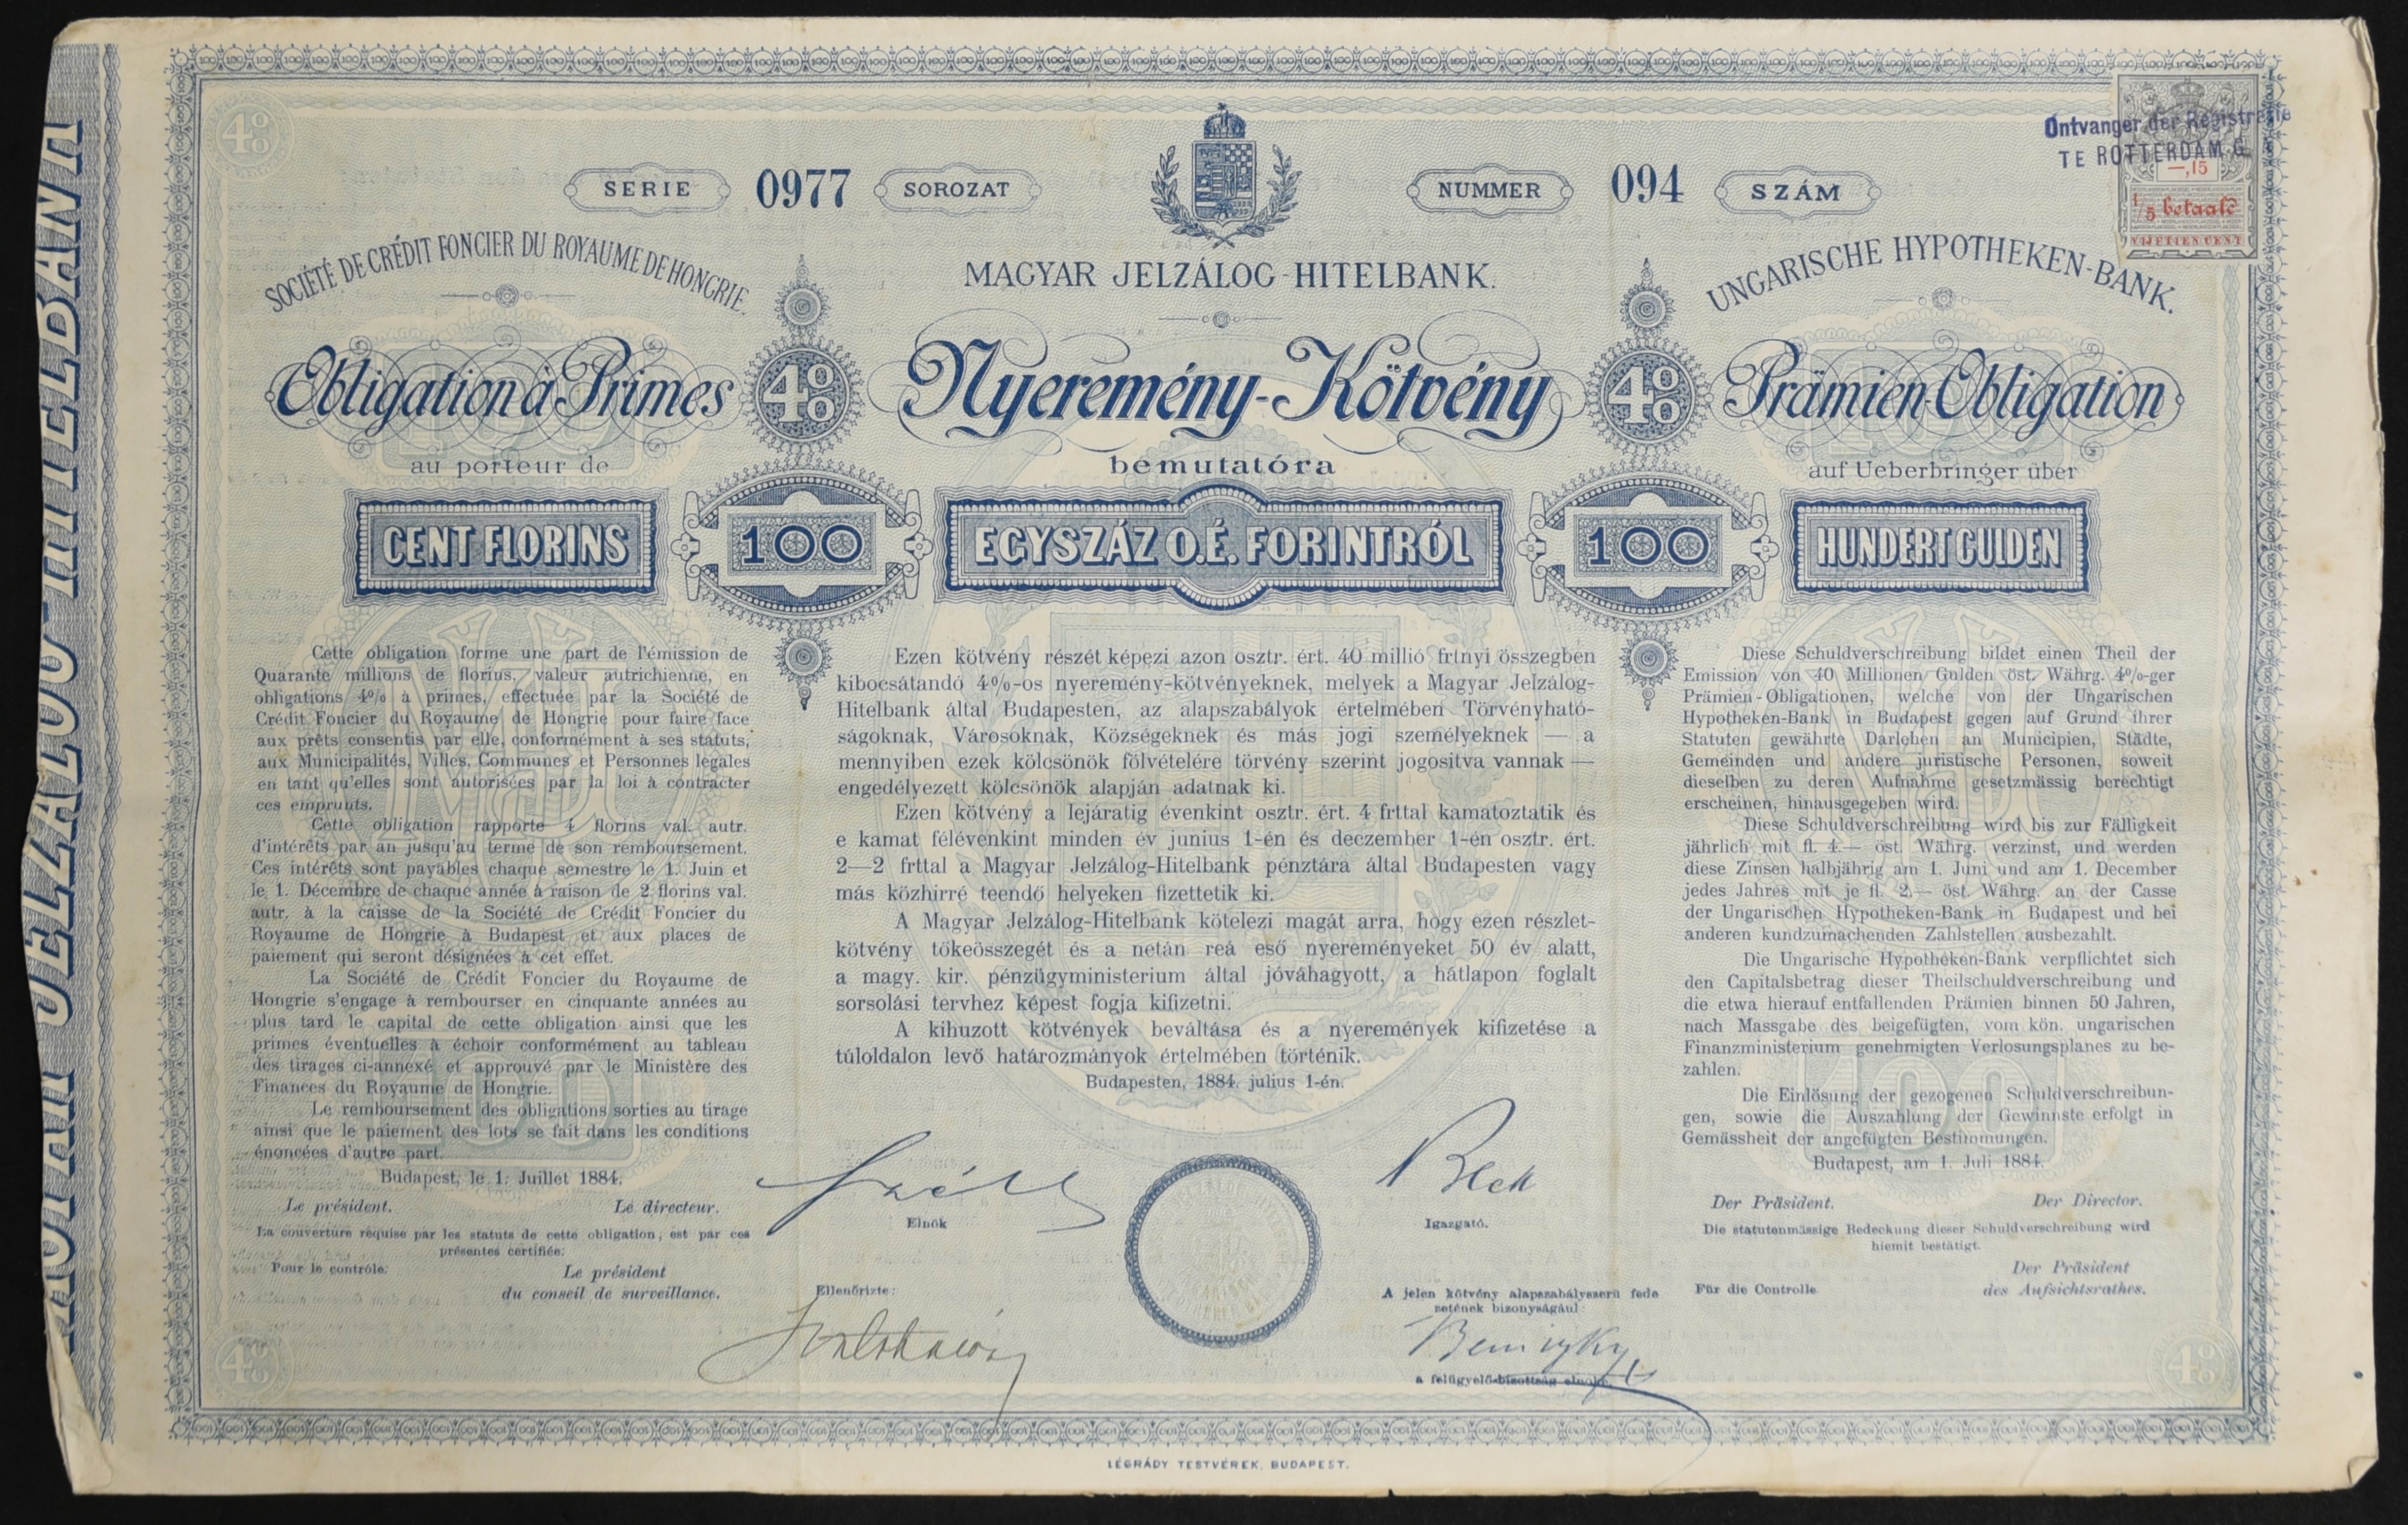 SERIE 0977 SOROZAT
NUMMER 094 SZÁM
Ontvanger der Registratie
TE ROTTERDAM
—,15
1/5 betaald
VIJFTIEN CENT
SOCIÉTÉ DE CRÉDIT FONCIER DU ROYAUME DE HONGRIE.
Obligation à Primes
au porteur de
CENT FLORINS
Cette obligation forme une part de l'émission de
Quarante millions de florins, valeur autrichienne, en
obligations 4% à primes, effectuée par la Société de
Crédit Foncier du Royaume de Hongrie pour faire face
aux prêts consentis par elle, conformément à ses statuts,
aux Municipalités, Villes, Communes et Personnes légales
en tant qu'elles sont autorisées par la loi à contracter
ces emprunts.
Cette obligation rapporte 4 florins val. autr.
d'intérêts par an jusqu'au terme de son remboursement.
Ces intérêts sont payables chaque semestre le 1. Juin et
le 1. Décembre de chaque année à raison de 2 florins val.
autr. à la caisse de la Société de Crédit Foncier du
Royaume de Hongrie à Budapest et aux places de
paiement qui seront désignées à cet effet.
La Société de Crédit Foncier du Royaume de
Hongrie s'engage à rembourser en cinquante années au
plus tard le capital de cette obligation ainsi que les
primes éventuelles à échoir conformément au tableau
des tirages ci-annexé et approuvé par le Ministère des
Finances du Royaume de Hongrie.
Le remboursement des obligations sorties au tirage
ainsi que le paiement des lots se fait dans les conditions
énoncées d'autre part.
Budapest, le 1. Juillet 1884.
Le président. Le directeur.
La couverture réquise par les statuts de cette obligation, est par ces
présentes certifiée.
Pour le contrôle.
Le président
du conseil de surveillance.
4%
100
MAGYAR JELZÁLOG-HITELBANK.
Nyeremény-Kötvény
bemutatóra
EGYSZÁZ O.É. FORINTRÓL
Ezen kötvény részét képezi azon osztr. ért. 40 millió frtnyi összegben
kibocsátandó 4%-os nyeremény-kötvényeknek, melyek a Magyar Jelzálog-
Hitelbank által Budapesten, az alapszabályok értelmében Törvényható-
ságoknak, Városoknak, Községeknek és más jogi személyeknek — a
mennyiben ezek kölcsönök fölvételére törvény szerint jogositva vannak —
engedélyezett kölcsönök alapján adatnak ki.
Ezen kötvény a lejáratig évenkint osztr. ért. 4 frttal kamatoztatik és
e kamat félévenkint minden év junius 1-én és deczember 1-én osztr. ért.
2—2 frttal a Magyar Jelzálog-Hitelbank pénztára által Budapesten vagy
más közhirré teendő helyeken fizettetik ki.
A Magyar Jelzálog-Hitelbank kötelezi magát arra, hogy ezen részlet-
kötvény tőkeösszegét és a netán reá eső nyereményeket 50 év alatt,
a magy. kir. pénzügyministerium által jóváhagyott, a hátlapon foglalt
sorsolási tervhez képest fogja kifizetni.
A kihuzott kötvények beváltása és a nyeremények kifizetése a
túloldalon levő határozmányok értelmében történik.
Budapesten, 1884. julius 1-én.
Széll
Elnök
Beck
Igazgató.
Ellenőrizte:
A jelen kötvény alapszabályszerü fede
zetének bizonyságául:
Beniczky
a felügyelő-bizottság elnöke.
4%
100
UNGARISCHE HYPOTHEKEN-BANK.
Prämien-Obligation
auf Ueberbringer über
HUNDERT GULDEN
Diese Schuldverschreibung bildet einen Theil der
Emission von 40 Millionen Gulden öst. Währg. 4%-ger
Prämien-Obligationen, welche von der Ungarischen
Hypotheken-Bank in Budapest gegen auf Grund ihrer
Statuten gewährte Darlehen an Municipien, Städte,
Gemeinden und andere juristische Personen, soweit
dieselben zu deren Aufnahme gesetzmässig berechtigt
erscheinen, hinausgegeben wird.
Diese Schuldverschreibung wird bis zur Fälligkeit
jährlich mit fl. 4.— öst. Währg. verzinst, und werden
diese Zinsen halbjährig am 1. Juni und am 1. December
jedes Jahres mit je fl. 2.— öst. Währg. an der Casse
der Ungarischen Hypotheken-Bank in Budapest und bei
anderen kundzumachenden Zahlstellen ausbezahlt.
Die Ungarische Hypotheken-Bank verpflichtet sich
den Capitalsbetrag dieser Theilschuldverschreibung und
die etwa hierauf entfallenden Prämien binnen 50 Jahren,
nach Massgabe des beigefügten, vom kön. ungarischen
Finanzministerium genehmigten Verlosungsplanes zu be-
zahlen.
Die Einlösung der gezogenen Schuldverschreibun-
gen, sowie die Auszahlung der Gewinnste erfolgt in
Gemässheit der angefügten Bestimmungen.
Budapest, am 1. Juli 1884.
Der Präsident. Der Director.
Die statutenmässige Bedeckung dieser Schuldverschreibung wird
hiemit bestätigt.
Für die Controlle
Der Präsident
des Aufsichtsrathes.
LÉGRÁDY TESTVÉREK, BUDAPEST.